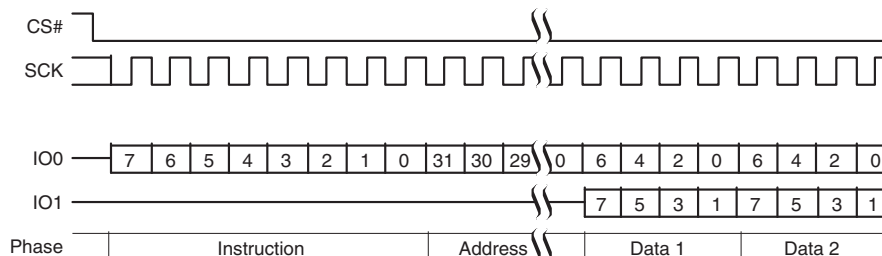 CS#
SCK
IO0 7 6 5 4 3 2 1 0 31 30 29 0 6 4 2 0 6 4 2 0
IO1 7 5 3 1 7 5 3 1
Phase Instruction Address Data 1 Data 2